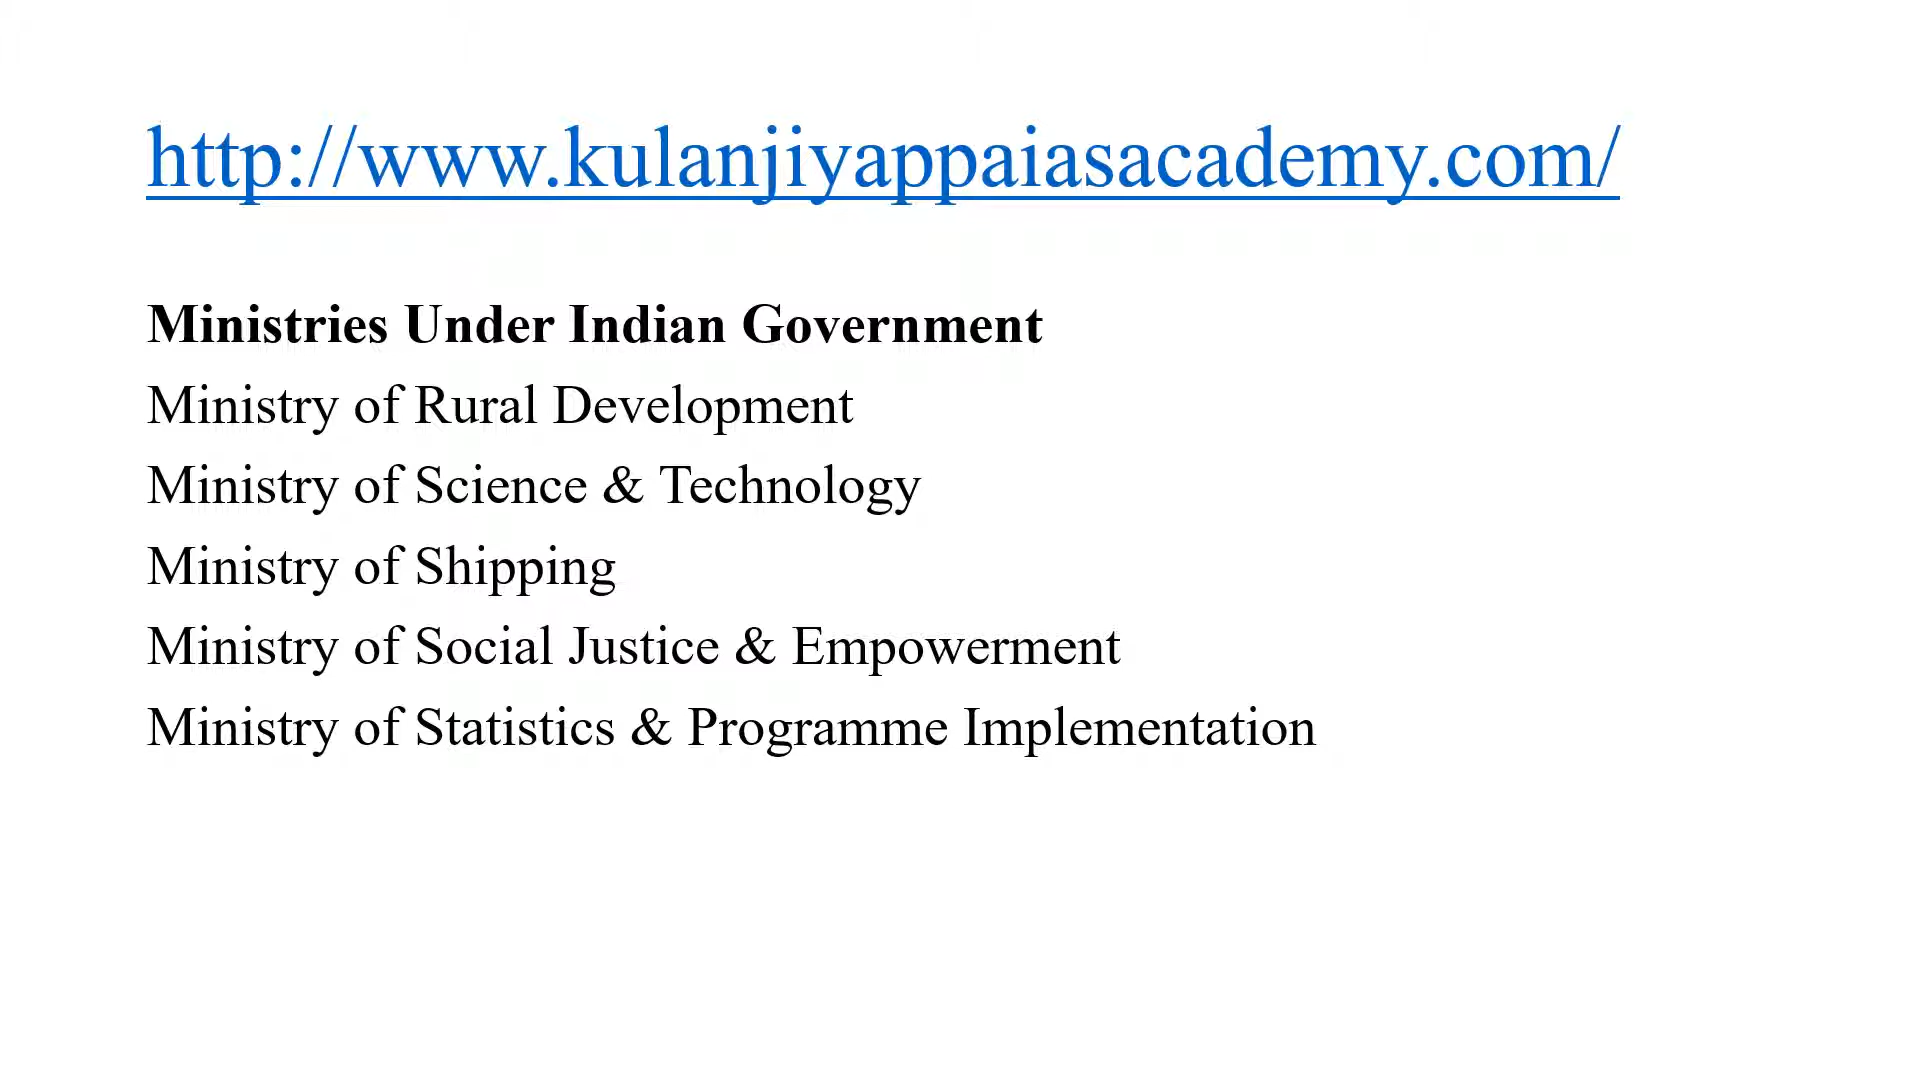 http://www.kulanjiyappaiasacademy.com/
Ministries Under Indian Government
Ministry of Rural Development
Ministry of Science & Technology
Ministry of Shipping
Ministry of Social Justice & Empowerment
Ministry of Statistics & Programme Implementation